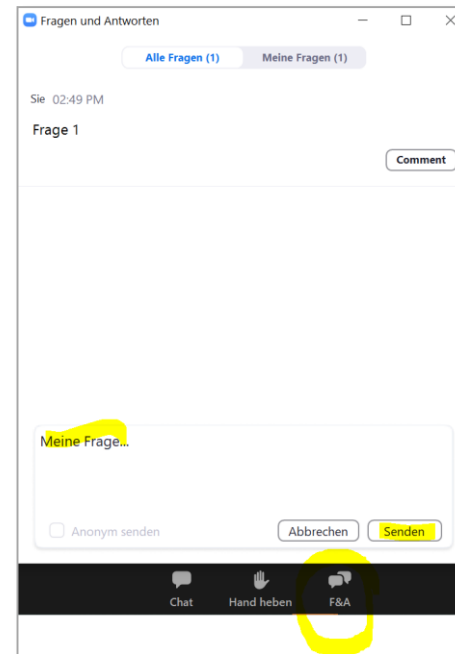 Fragen und Antworten
Alle Fragen (1) Meine Fragen (1)
Sie 02:49 PM
Frage 1
Comment
Meine Frage...
Anonym senden Abbrechen Senden
Chat Hand heben F&A